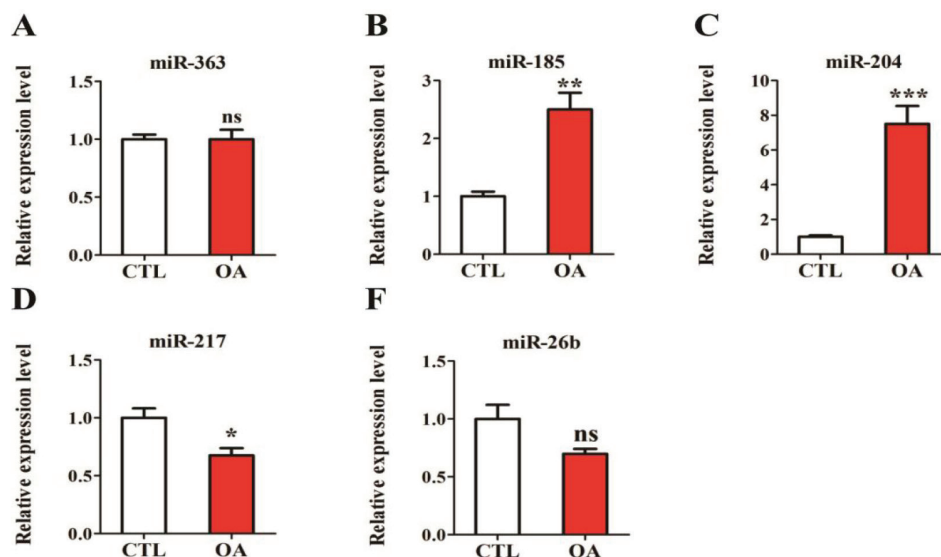 A
miR-363
Relative expression level
1.5
1.0
0.5
0.0
ns
CTL OA
B
miR-185
Relative expression level
3
2
1
0
**
CTL OA
C
miR-204
Relative expression level
10
8
6
4
2
0
***
CTL OA
D
miR-217
Relative expression level
1.5
1.0
0.5
0.0
*
CTL OA
F
miR-26b
Relative expression level
1.5
1.0
0.5
0.0
ns
CTL OA